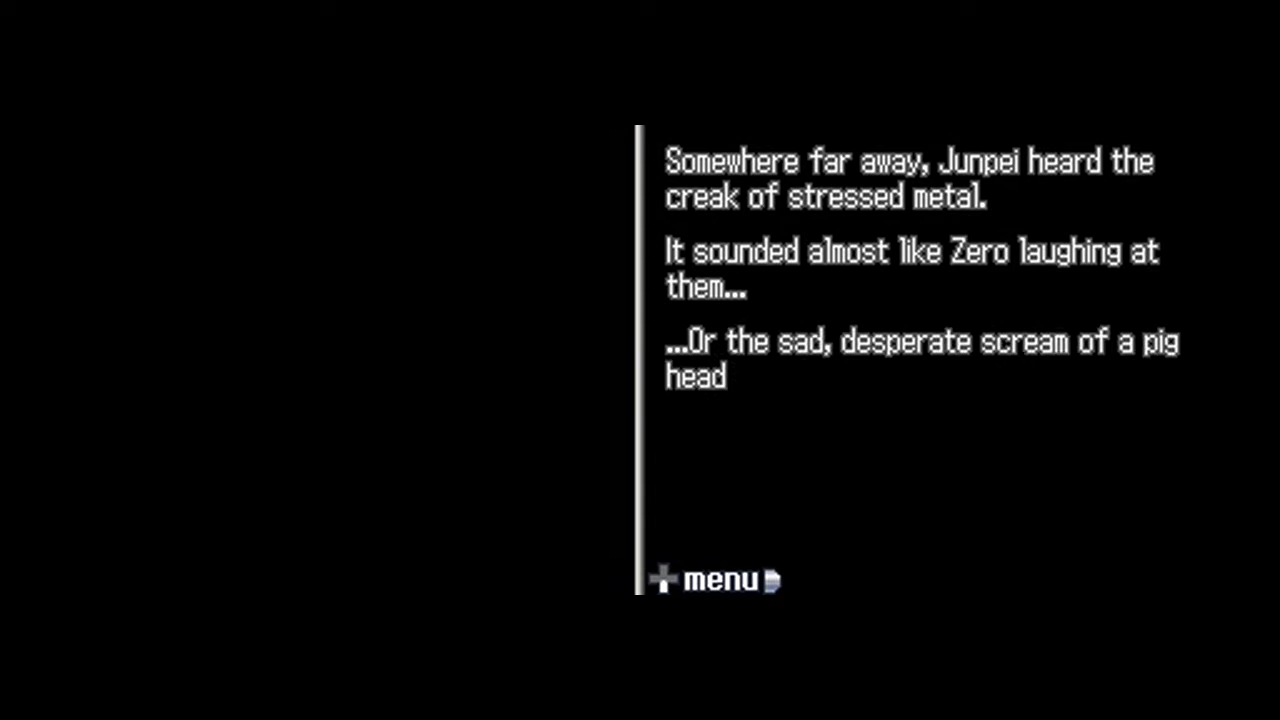 Somewhere far away, Junpei heard the
creak of stressed metal.
It sounded almost like Zero laughing at
them...
...Or the sad, desperate scream of a pig
head
menu